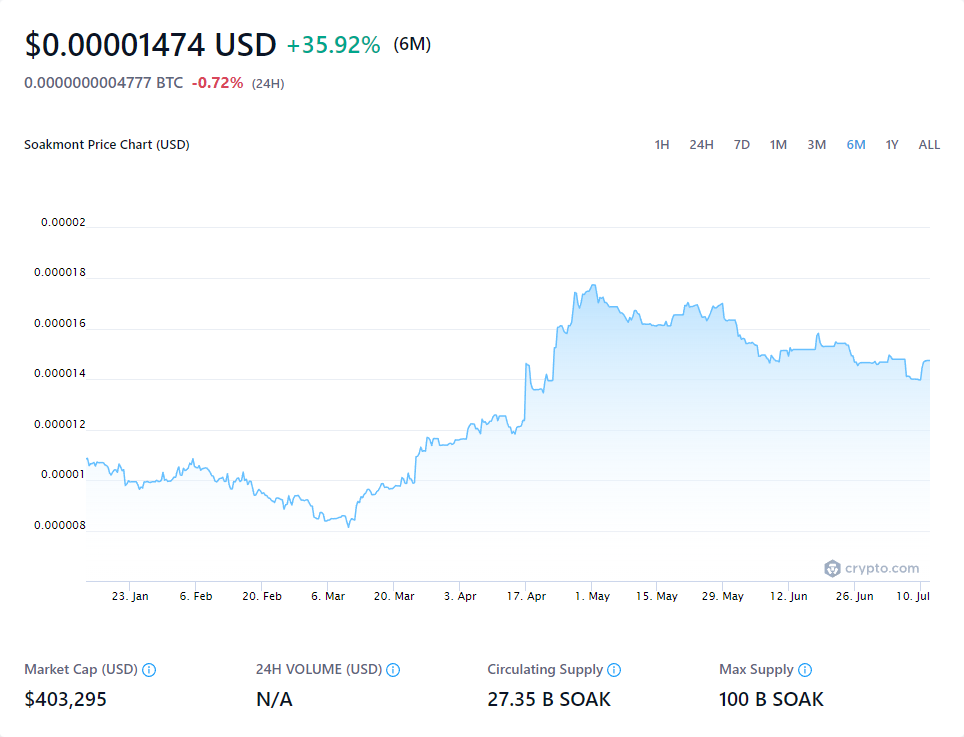 $0.00001474 USD +35.92% (6M)
0.0000000004777 BTC -0.72% (24H)
Soakmont Price Chart (USD) 1H 24H 7D 1M 3M 6M 1Y ALL
0.00002
0.000018
0.000016
0.000014
0.000012
0.00001
0.000008
crypto.com
23. Jan 6. Feb 20. Feb 6. Mar 20. Mar 3. Apr 17. Apr 1. May 15. May 29. May 12. Jun 26. Jun 10. Jul
Market Cap (USD) 24H VOLUME (USD) Circulating Supply Max Supply
$403,295 N/A 27.35 B SOAK 100 B SOAK